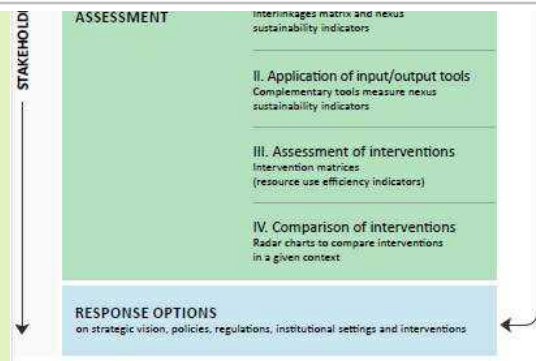 STAKEHOLD
ASSESSMENT
Interlinkages matrix and nexus
sustainability indicators
II. Application of input/output tools
Complementary tools measure nexus
sustainability indicators
III. Assessment of interventions
Intervention matrices
(resource use efficiency indicators)
IV. Comparison of interventions
Radar charts to compare interventions
in a given context
RESPONSE OPTIONS
on strategic vision, policies, regulations, institutional settings and interventions